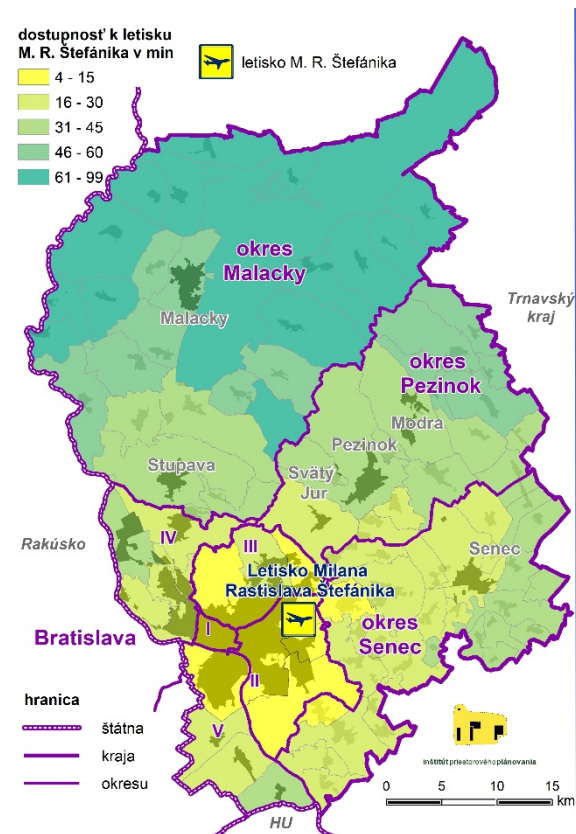 dostupnosť k letisku
M. R. Štefánika v min
4 - 15
16 - 30
31 - 45
46 - 60
61 - 99
letisko M. R. Štefánika
okres
Malacky
Malacky
Trnavský
kraj
okres
Pezinok
Modra
Pezinok
Stupava
Svätý
Jur
Rakúsko
IV
III
Senec
Letisko Milana
Rastislava Štefánika
Bratislava
I
okres
Senec
II
V
hranica
štátna
kraja
okresu
inštitút priestorového plánovania
0 5 10 15
km
HU